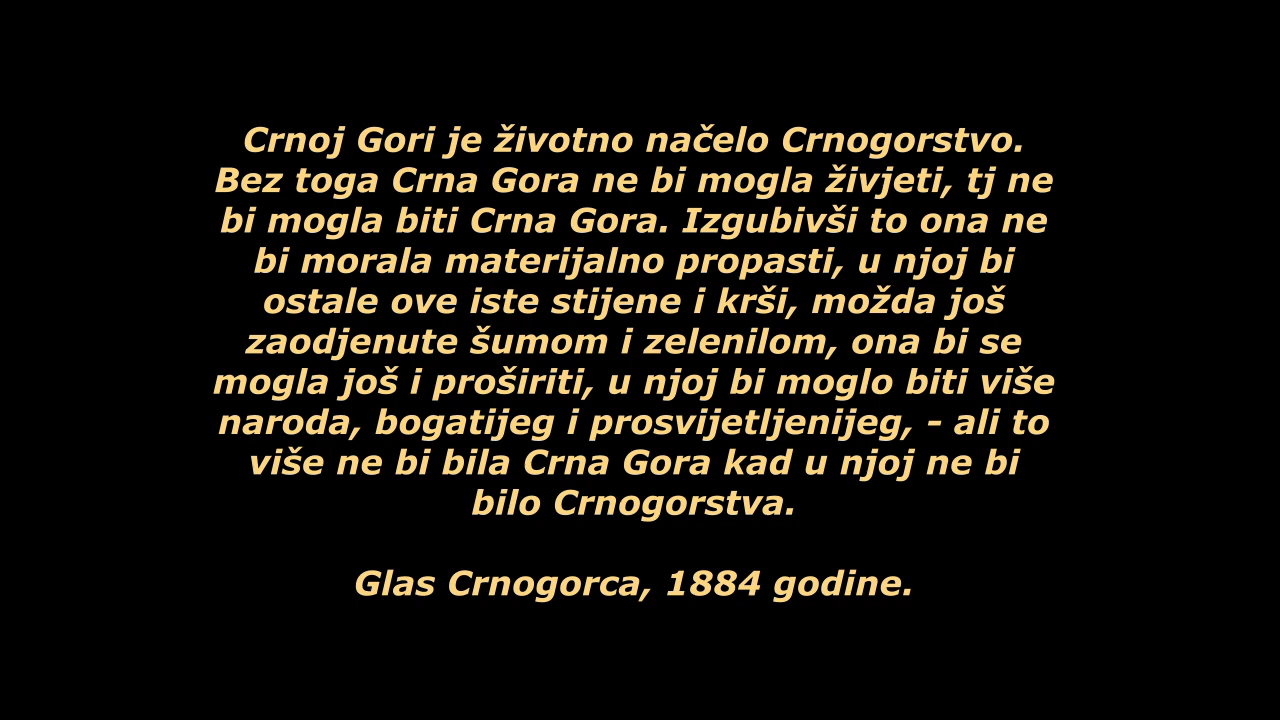 Crnoj Gori je životno načelo Crnogorstvo.
Bez toga Crna Gora ne bi mogla živjeti, tj ne
bi mogla biti Crna Gora. Izgubivši to ona ne
bi morala materijalno propasti, u njoj bi
ostale ove iste stijene i krši, možda još
zaodjenute šumom i zelenilom, ona bi se
mogla još i proširiti, u njoj bi moglo biti više
naroda, bogatijeg i prosvijetljenijeg, - ali to
više ne bi bila Crna Gora kad u njoj ne bi
bilo Crnogorstva.
Glas Crnogorca, 1884 godine.